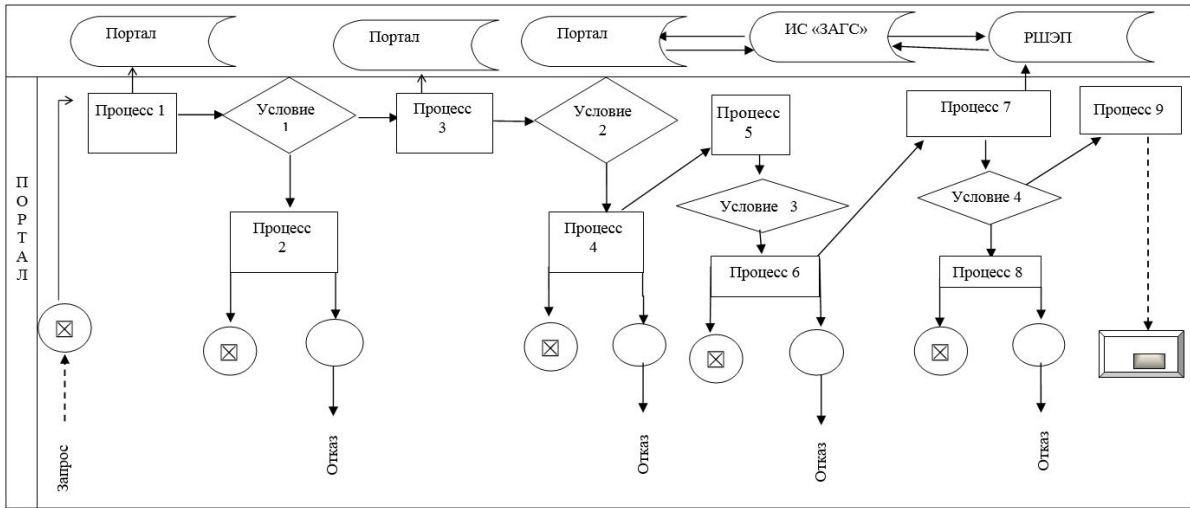 Портал
Портал
Портал
ИС «ЗАГС»
РШЭП
П
О
Р
Т
А
Л
Процесс 1
Условие
1
Процесс
3
Условие
2
Процесс
5
Процесс 7
Процесс 9
Условие 3
Условие 4
Процесс
2
Процесс
4
Процесс 6
Процесс 8
Запрос
Отказ
Отказ
Отказ
Отказ